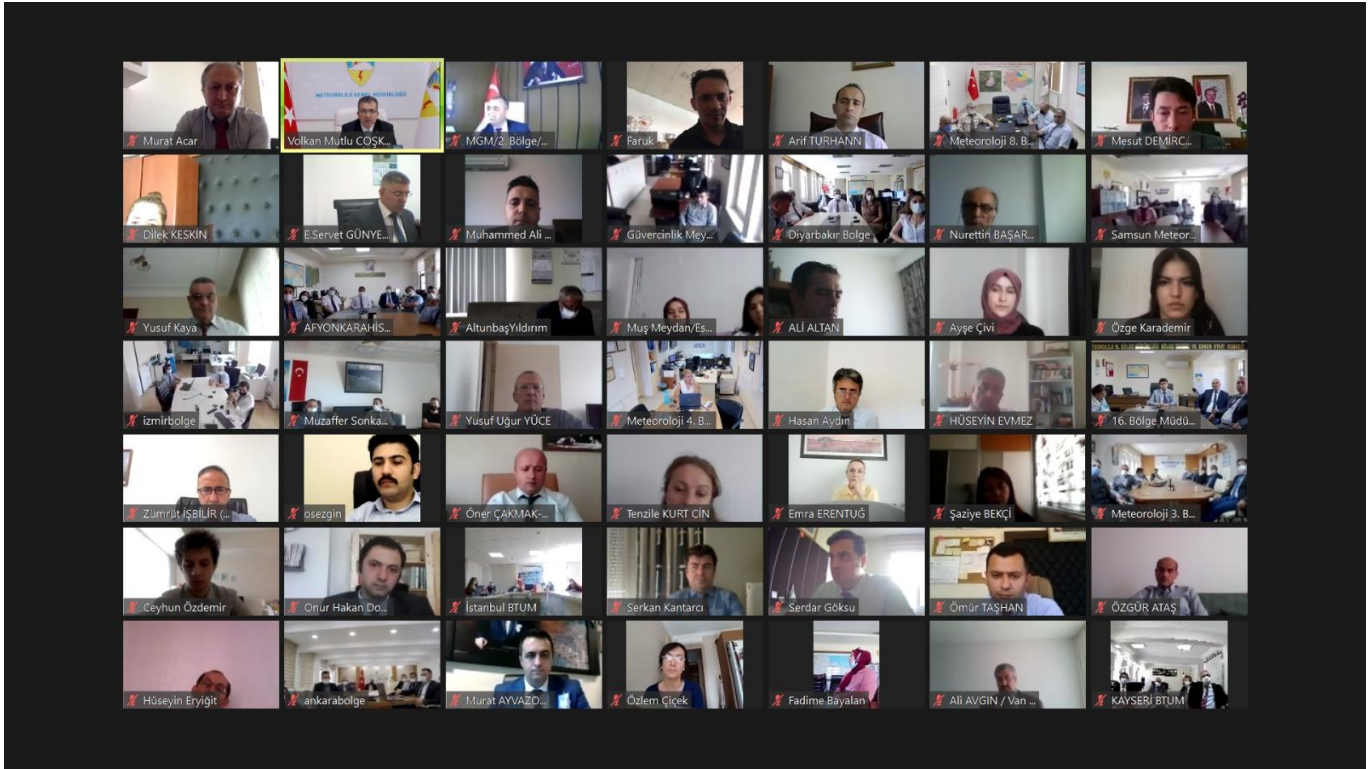 METEOROLOJİ GENEL MÜDÜRLÜĞÜ
Murat Acar
Volkan Mutlu COŞK...
MGM/2. Bölge/...
Faruk
Arif TURHANN
Meteoroloji 8. B...
Mesut DEMİRC...
Dilek KESKİN
E.Servet GÜNYE...
Muhammed Ali ...
Güvercinlik Mey...
Diyarbakır Bolge
Nurettin BAŞAR...
Samsun Meteor...
Yusuf Kaya
AFYONKARAHİS...
AltunbaşYıldırım
Muş Meydan/Es...
ALİ ALTAN
Ayşe Çivi
Özge Karademir
izmirbolge
Muzaffer Sonka...
Yusuf Uğur YÜCE
Meteoroloji 4. B...
Hasan Aydın
HÜSEYİN EVMEZ
16. Bölge Müdü...
Zümrüt İŞBİLİR (...
osezgin
Öner ÇAKMAK-...
Tenzile KURT CİN
Emra ERENTUĞ
Şaziye BEKÇİ
Meteoroloji 3. B...
Ceyhun Özdemir
Onur Hakan Do...
İstanbul BTUM
Serkan Kantarcı
Serdar Göksu
Ömür TAŞHAN
ÖZGÜR ATAŞ
Hüseyin Eryiğit
ankarabolge
Murat AYVAZO...
Özlem Çiçek
Fadime Bayalan
Ali AVGIN / Van ...
KAYSERİ BTUM